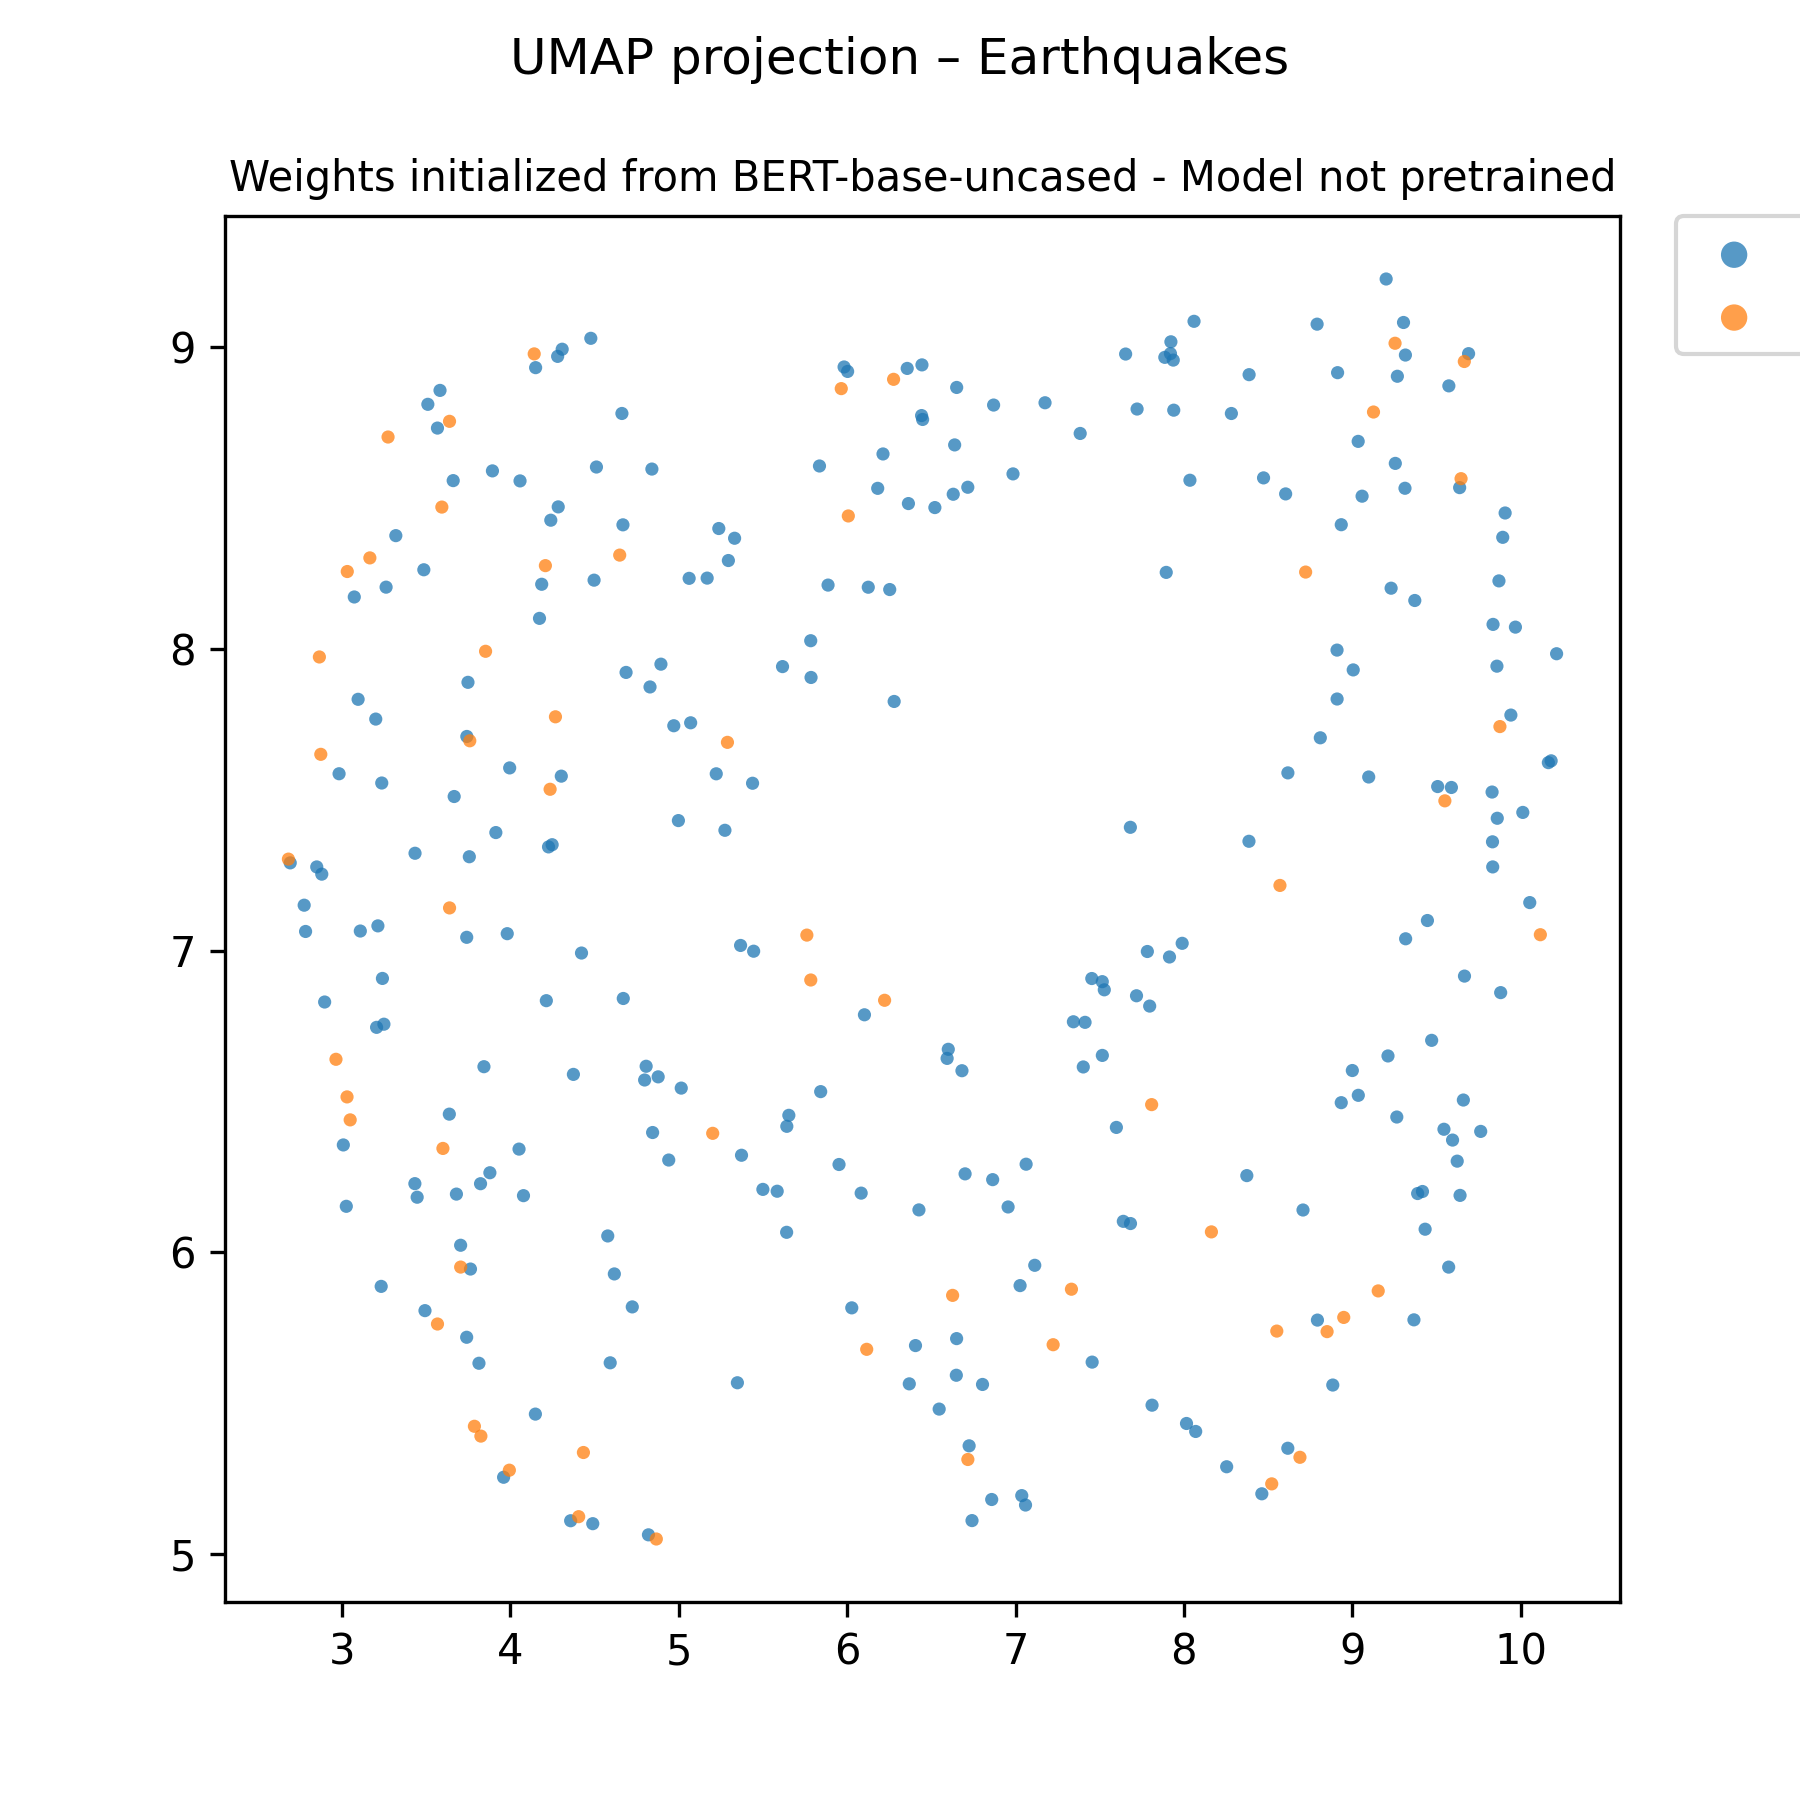 UMAP projection – Earthquakes
Weights initialized from BERT-base-uncased - Model not pretrained
9
8
7
6
5
3 4 5 6 7 8 9 10